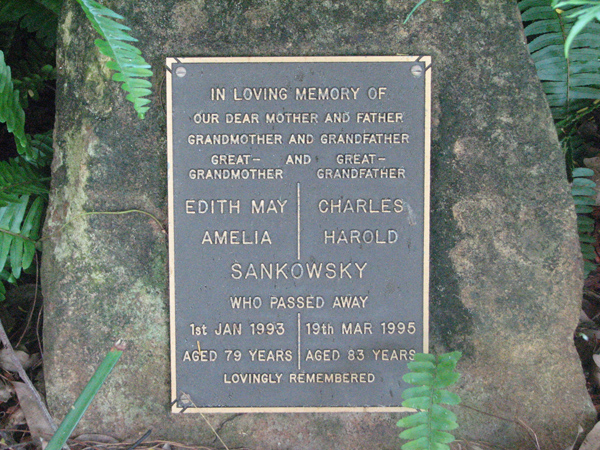 IN LOVING MEMORY OF
OUR DEAR MOTHER AND FATHER
GRANDMOTHER AND GRANDFATHER
GREAT- AND GREAT-
GRANDMOTHER GRANDFATHER
EDITH MAY CHARLES
AMELIA HAROLD
SANKOWSKY
WHO PASSED AWAY
1st JAN 1993 19th MAR 1995
AGED 79 YEARS AGED 83 YEARS
LOVINGLY REMEMBERED